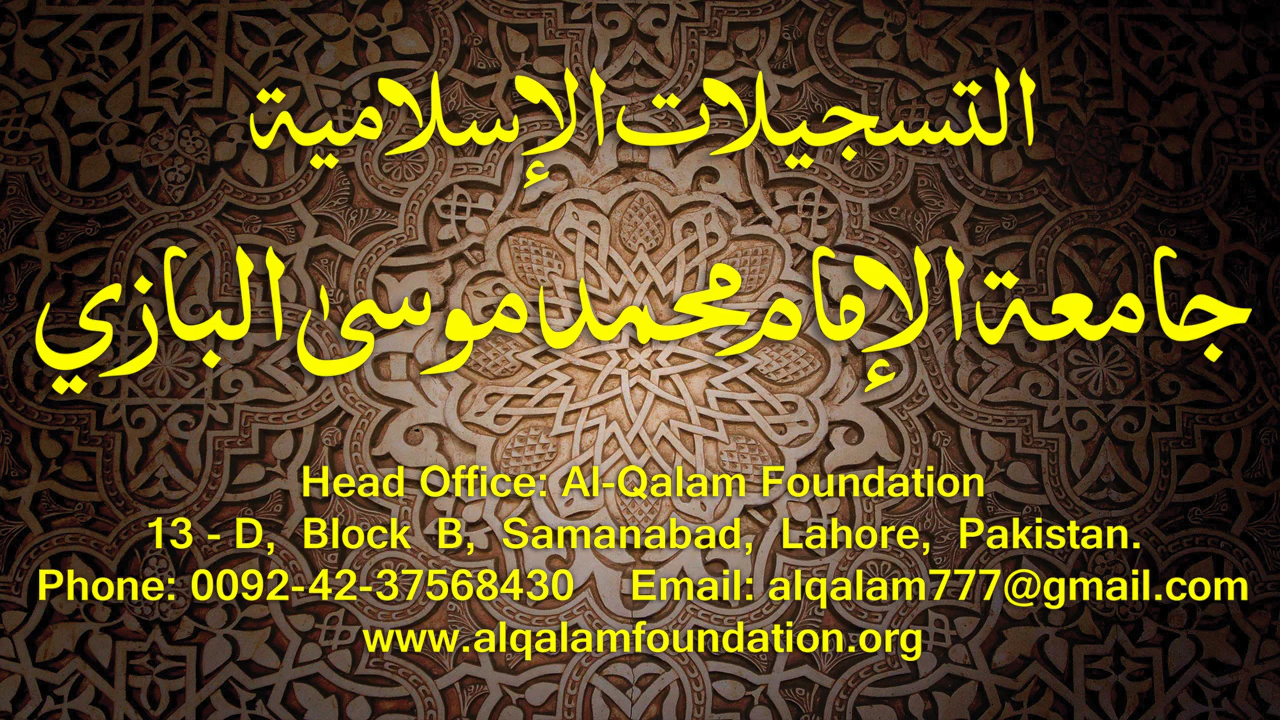 التسجيلات الإسلامية
جامعة الإمام محمد موسى البازي
Head Office: Al-Qalam Foundation
13 - D, Block B, Samanabad, Lahore, Pakistan.
Phone: 0092-42-37568430 Email: alqalam777@gmail.com
www.alqalamfoundation.org